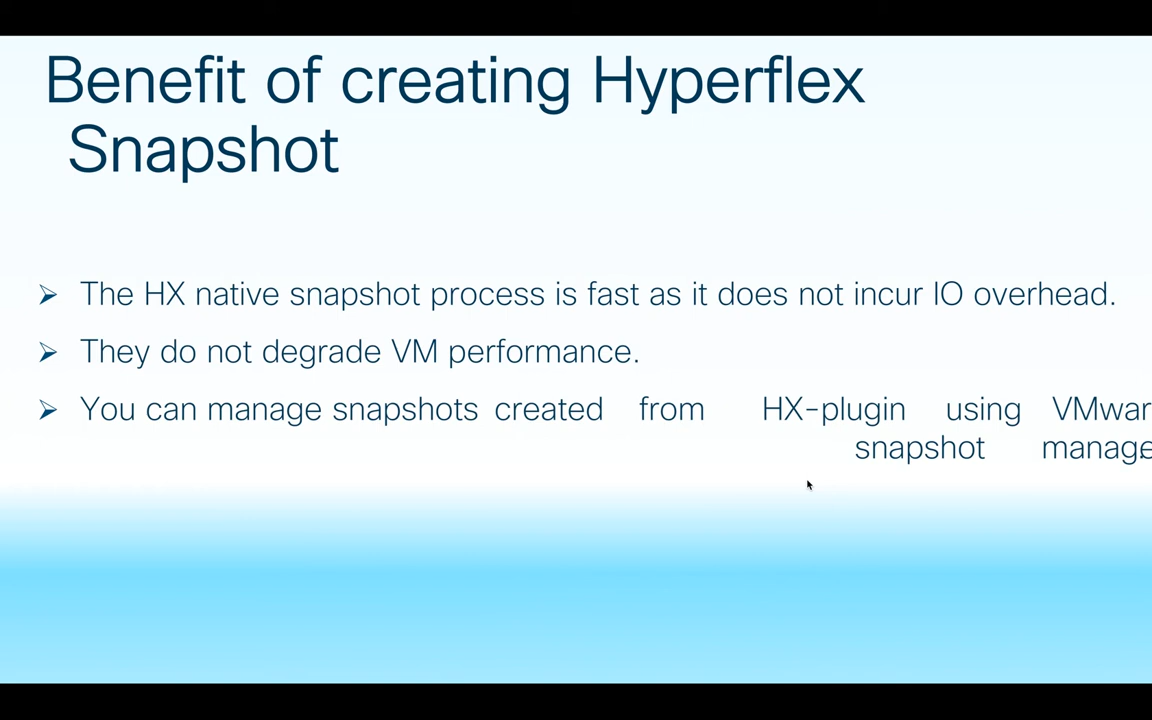 Benefit of creating Hyperflex
Snapshot
➢ The HX native snapshot process is fast as it does not incur IO overhead.
➢ They do not degrade VM performance.
➢ You can manage snapshots created from HX-plugin using VMwar
snapshot manage